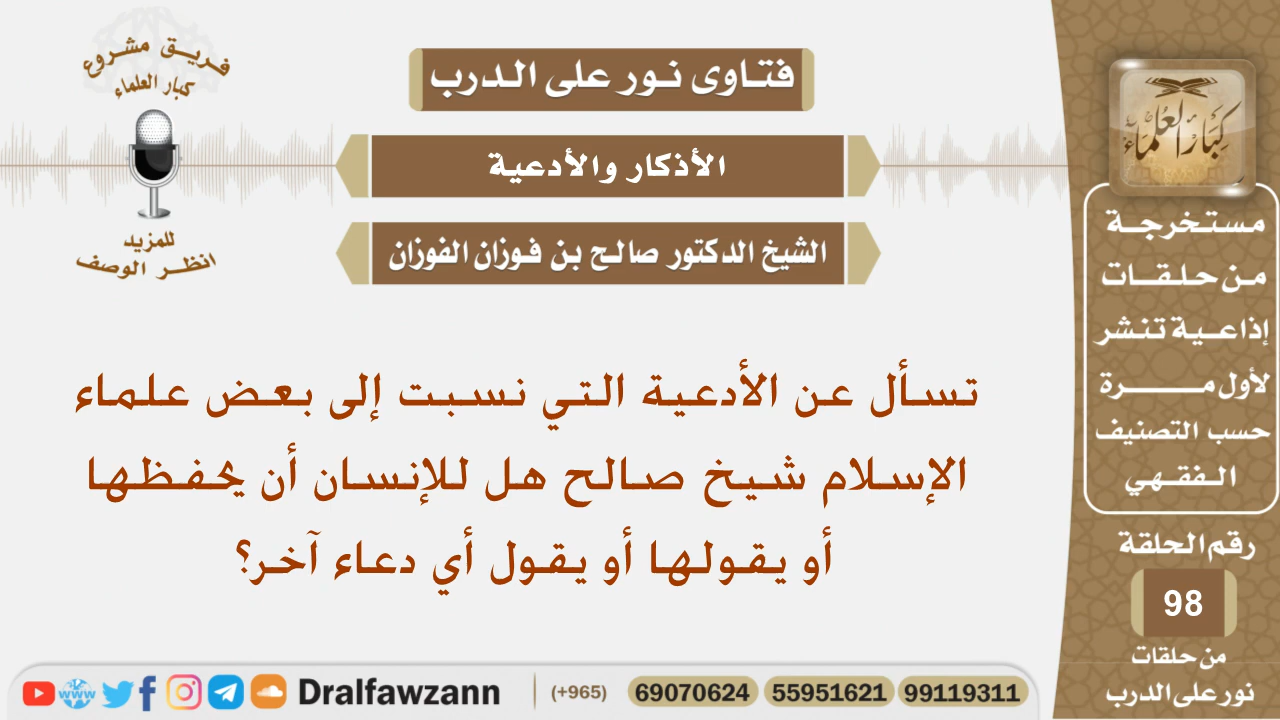 فريق مشروع
كبار العلماء
للمزيد
انظر الوصف
فتاوى نور على الدرب
الأذكار والأدعية
الشيخ الدكتور صالح بن فوزان الفوزان
تسأل عن الأدعية التي نسبت إلى بعض علماء
الإسلام شيخ صالح هل للإنسان أن يحفظها
أو يقولها أو يقول أي دعاء آخر؟
كبار العلماء
مستخرجة
من حلقات
إذاعية تنشر
لأول مرة
حسب التصنيف
الفقهي
رقم الحلقة
98
من حلقات
نور على الدرب
www
Dralfawzann
(+965)
69070624
55951621
99119311